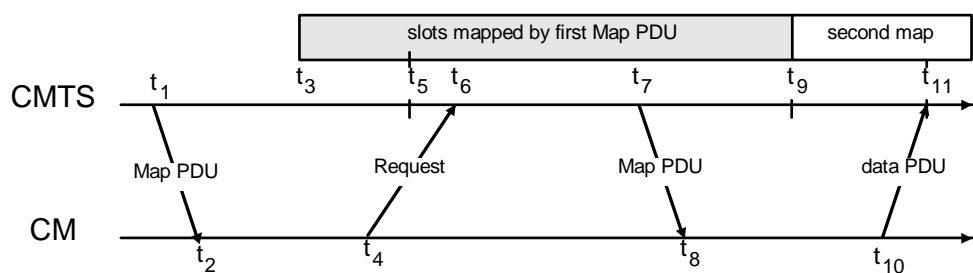 slots mapped by first Map PDU second map
t3 t5 t6 t7 t9 t11
t1
CMTS
Map PDU Request Map PDU data PDU
CM
t2 t4 t8 t10